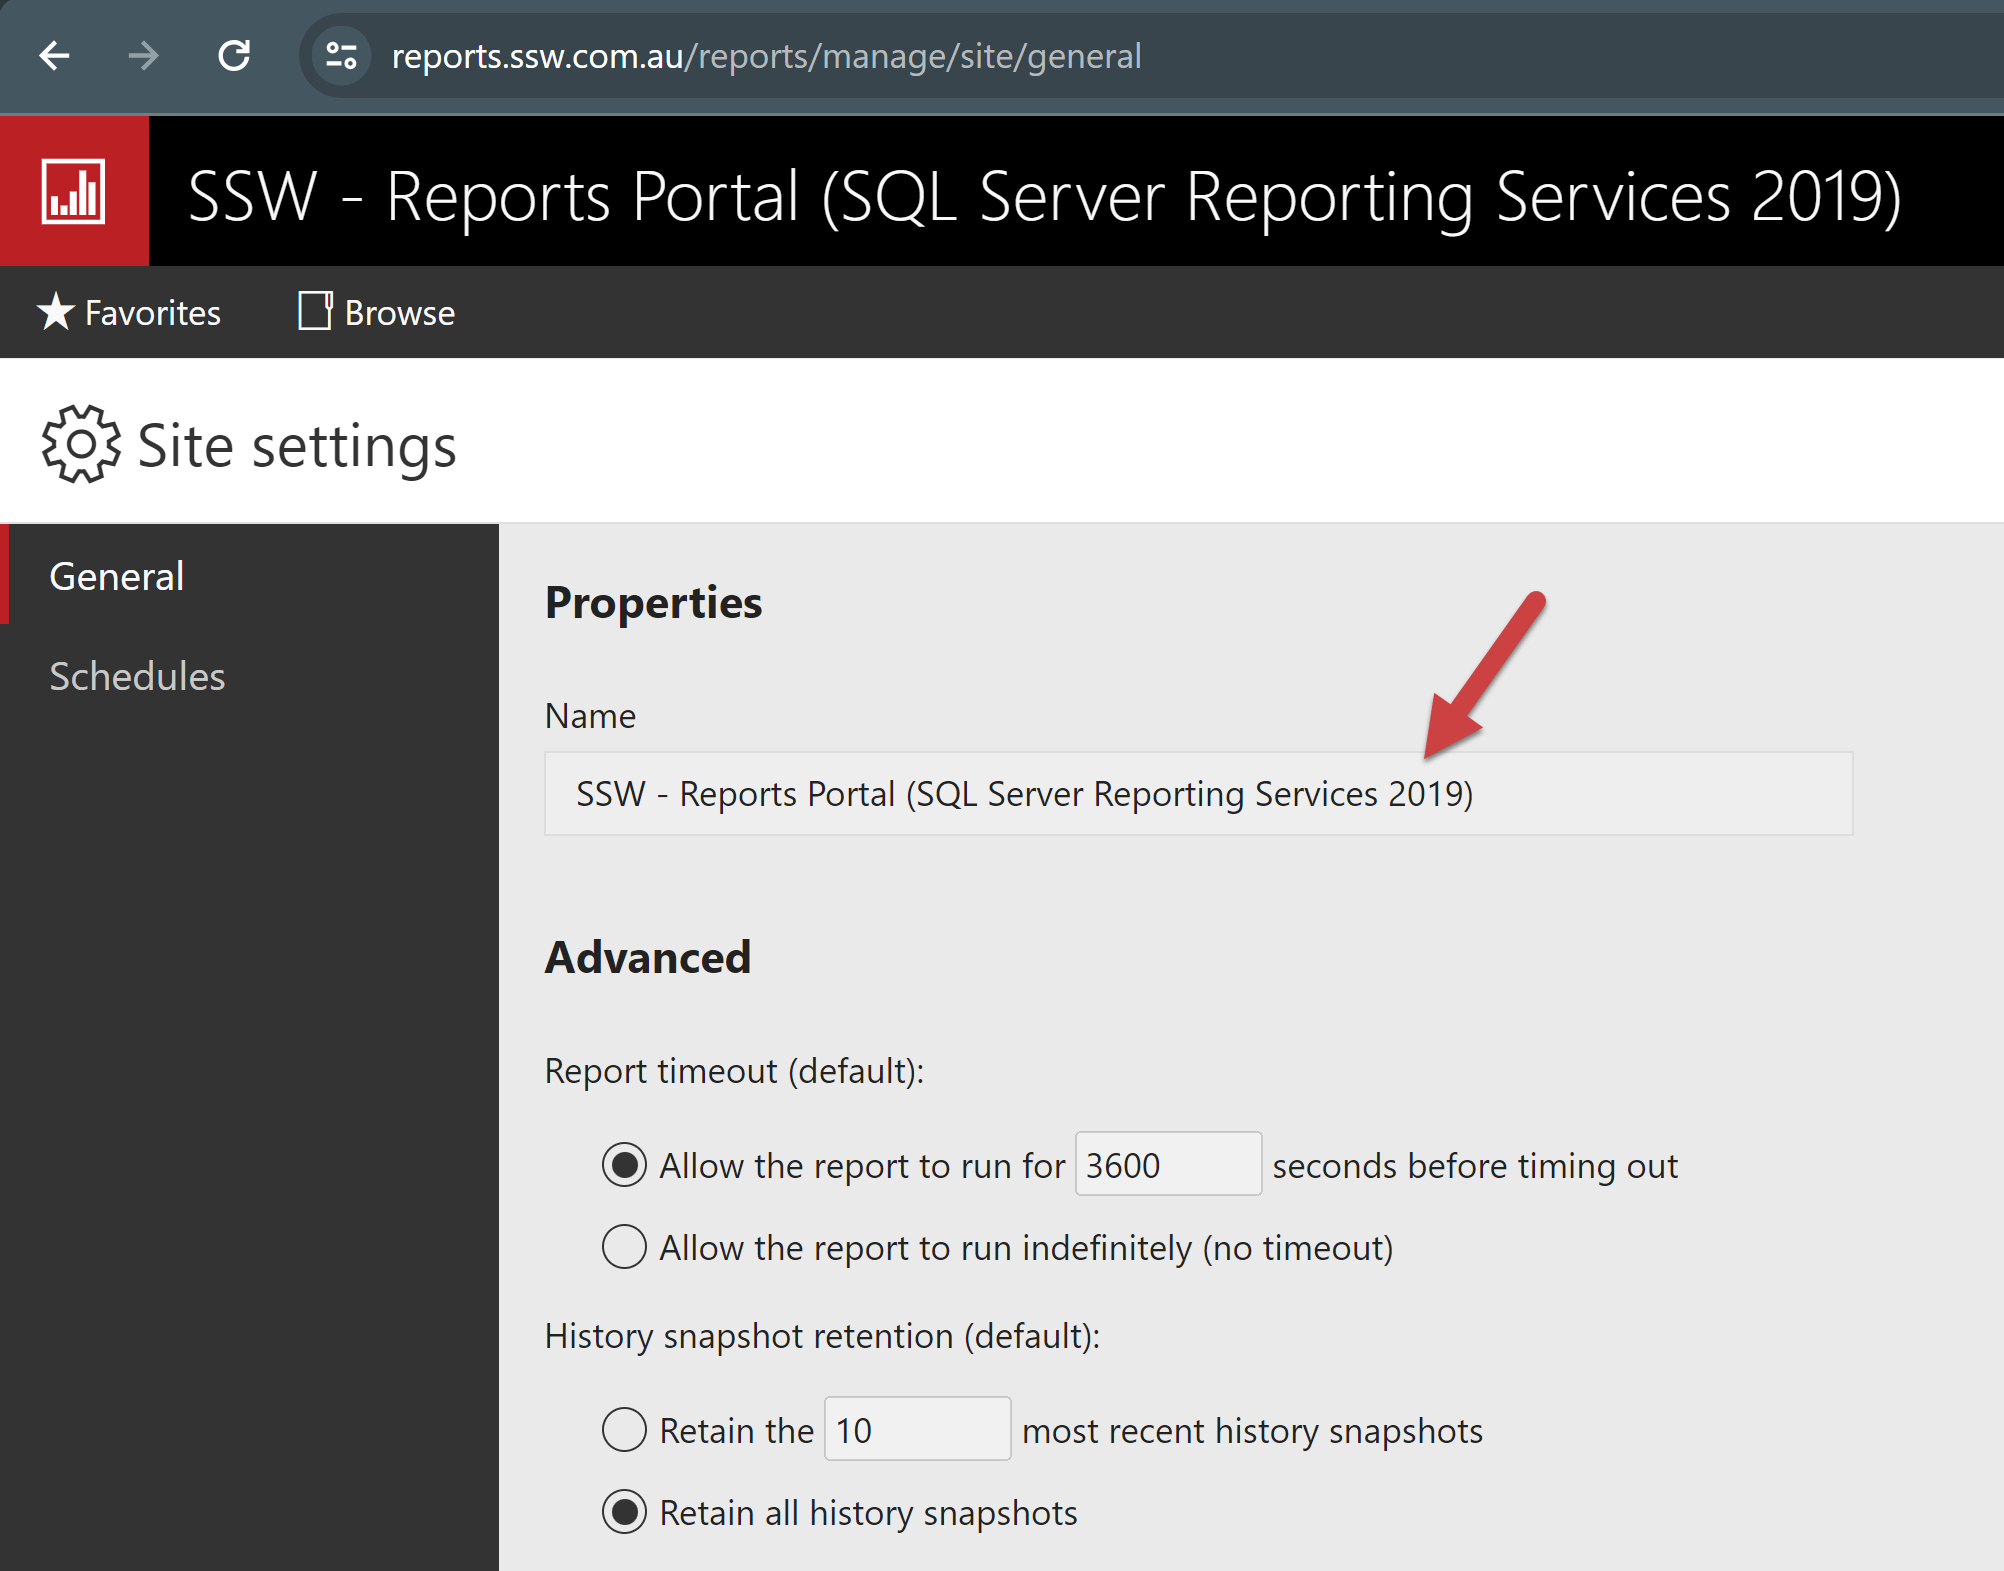 reports.ssw.com.au/reports/manage/site/general
SSW - Reports Portal (SQL Server Reporting Services 2019)
Favorites Browse
Site settings
General
Schedules
Properties
Name
SSW - Reports Portal (SQL Server Reporting Services 2019)
Advanced
Report timeout (default):
Allow the report to run for 3600 seconds before timing out
Allow the report to run indefinitely (no timeout)
History snapshot retention (default):
Retain the 10 most recent history snapshots
Retain all history snapshots